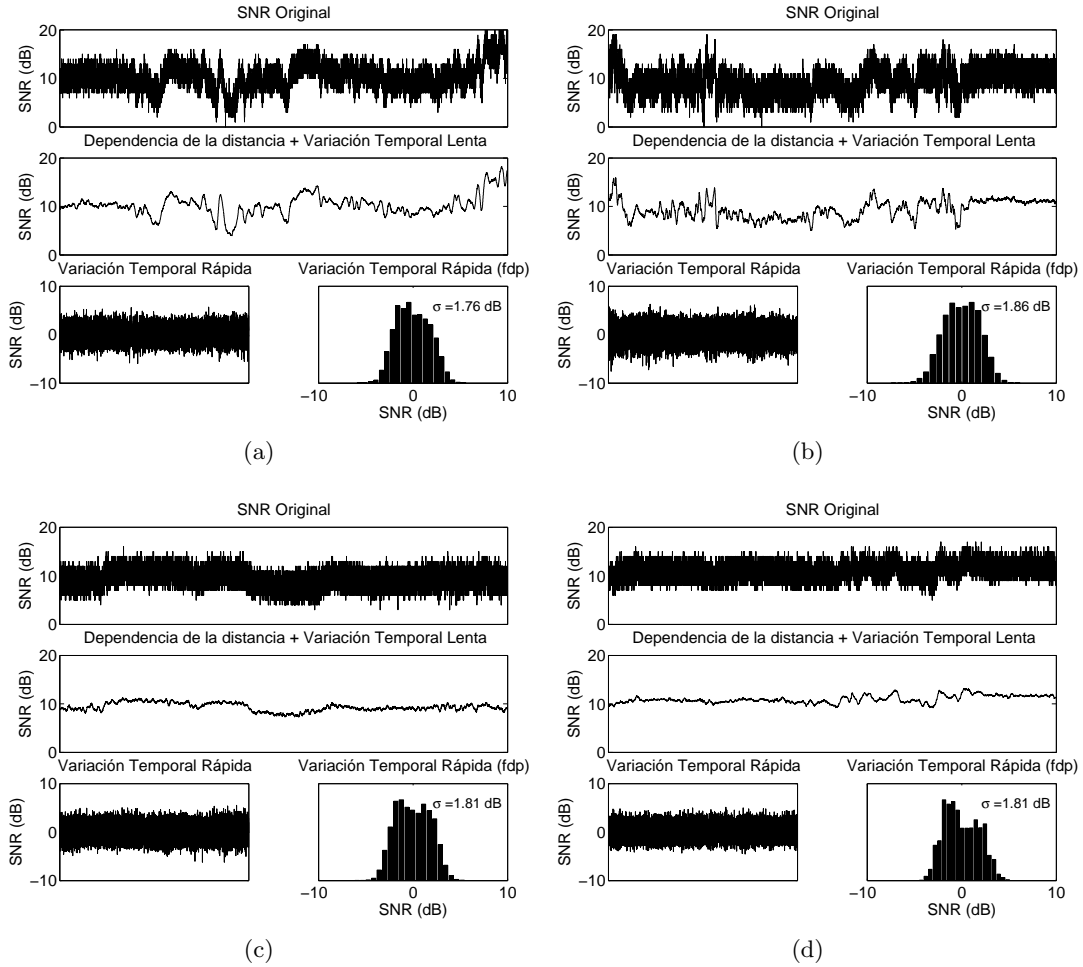 SNR Original
SNR (dB)
20
10
0
Dependencia de la distancia + Variación Temporal Lenta
SNR (dB)
20
10
0
Variación Temporal Rápida
SNR (dB)
10
0
−10
Variación Temporal Rápida (fdp)
σ =1.76 dB
−10 0 10
SNR (dB)
(a)
SNR Original
SNR (dB)
20
10
0
Dependencia de la distancia + Variación Temporal Lenta
SNR (dB)
20
10
0
Variación Temporal Rápida
SNR (dB)
10
0
−10
Variación Temporal Rápida (fdp)
σ =1.86 dB
−10 0 10
SNR (dB)
(b)
SNR Original
SNR (dB)
20
10
0
Dependencia de la distancia + Variación Temporal Lenta
SNR (dB)
20
10
0
Variación Temporal Rápida
SNR (dB)
10
0
−10
Variación Temporal Rápida (fdp)
σ =1.81 dB
−10 0 10
SNR (dB)
(c)
SNR Original
SNR (dB)
20
10
0
Dependencia de la distancia + Variación Temporal Lenta
SNR (dB)
20
10
0
Variación Temporal Rápida
SNR (dB)
10
0
−10
Variación Temporal Rápida (fdp)
σ =1.81 dB
−10 0 10
SNR (dB)
(d)